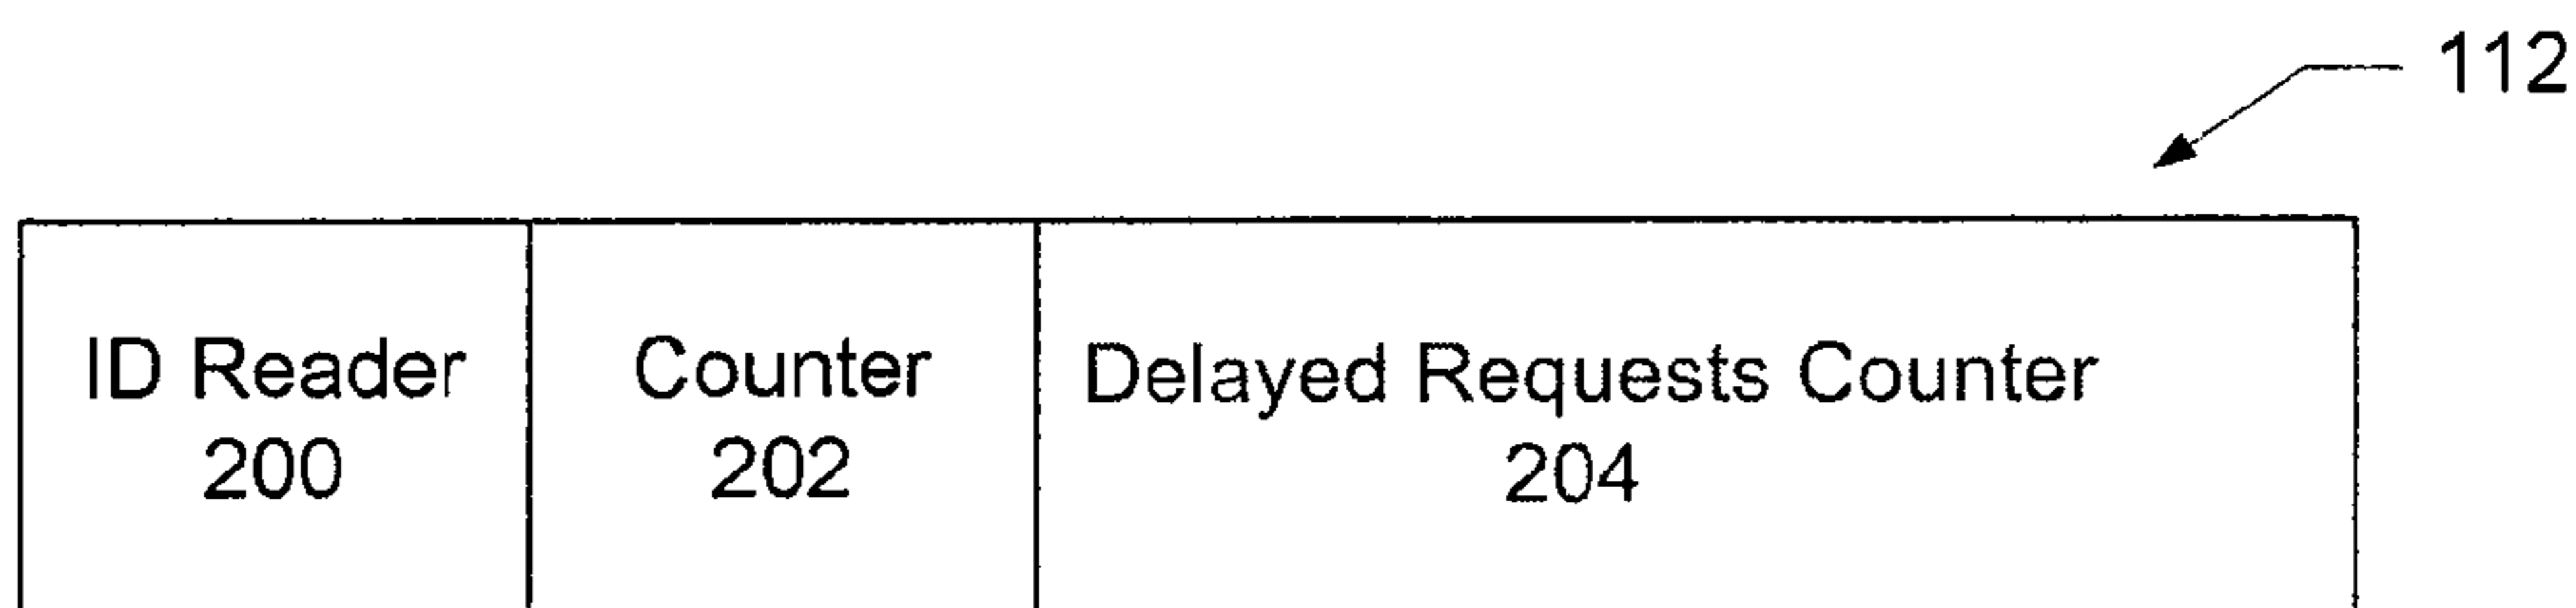 112
ID Reader
200
Counter
202
Delayed Requests Counter
204